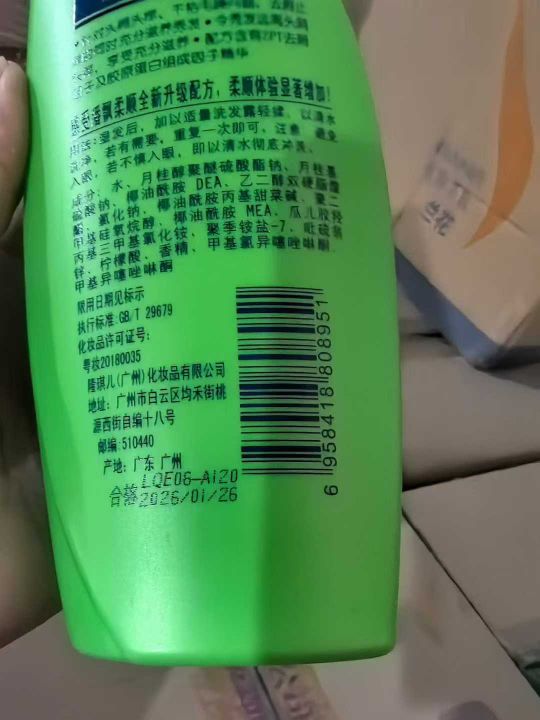 感受香飘柔顺全新升级配方，柔顺体验显著增加！
湿发后，加以适量洗发露轻揉，以清水
洗净，若有需要，重复一次即可。注意：避免
入眼，若不慎入眼，即以清水彻底冲洗。
成分：水、月桂醇聚醚硫酸酯钠、月桂基
硫酸钠、椰油酰胺 DEA、乙二醇双硬脂酸
酯、氯化钠、椰油酰胺丙基甜菜碱、聚二
甲基硅氧烷醇、椰油酰胺 MEA、瓜儿胶羟
丙基三甲基氯化铵、聚季铵盐-7、吡硫翁
锌、柠檬酸、香精、甲基氯异噻唑啉酮、
甲基异噻唑啉酮
限用日期见标示
执行标准:GB/T 29679
化妆品许可证号:
粤妆20180035
隆琪儿(广州)化妆品有限公司
地址: 广州市白云区均禾街桃
源西街自编十八号
邮编:510440
产地: 广东 广州
LQE06-A120
合格2026/01/26
6 958418 808951
兰花